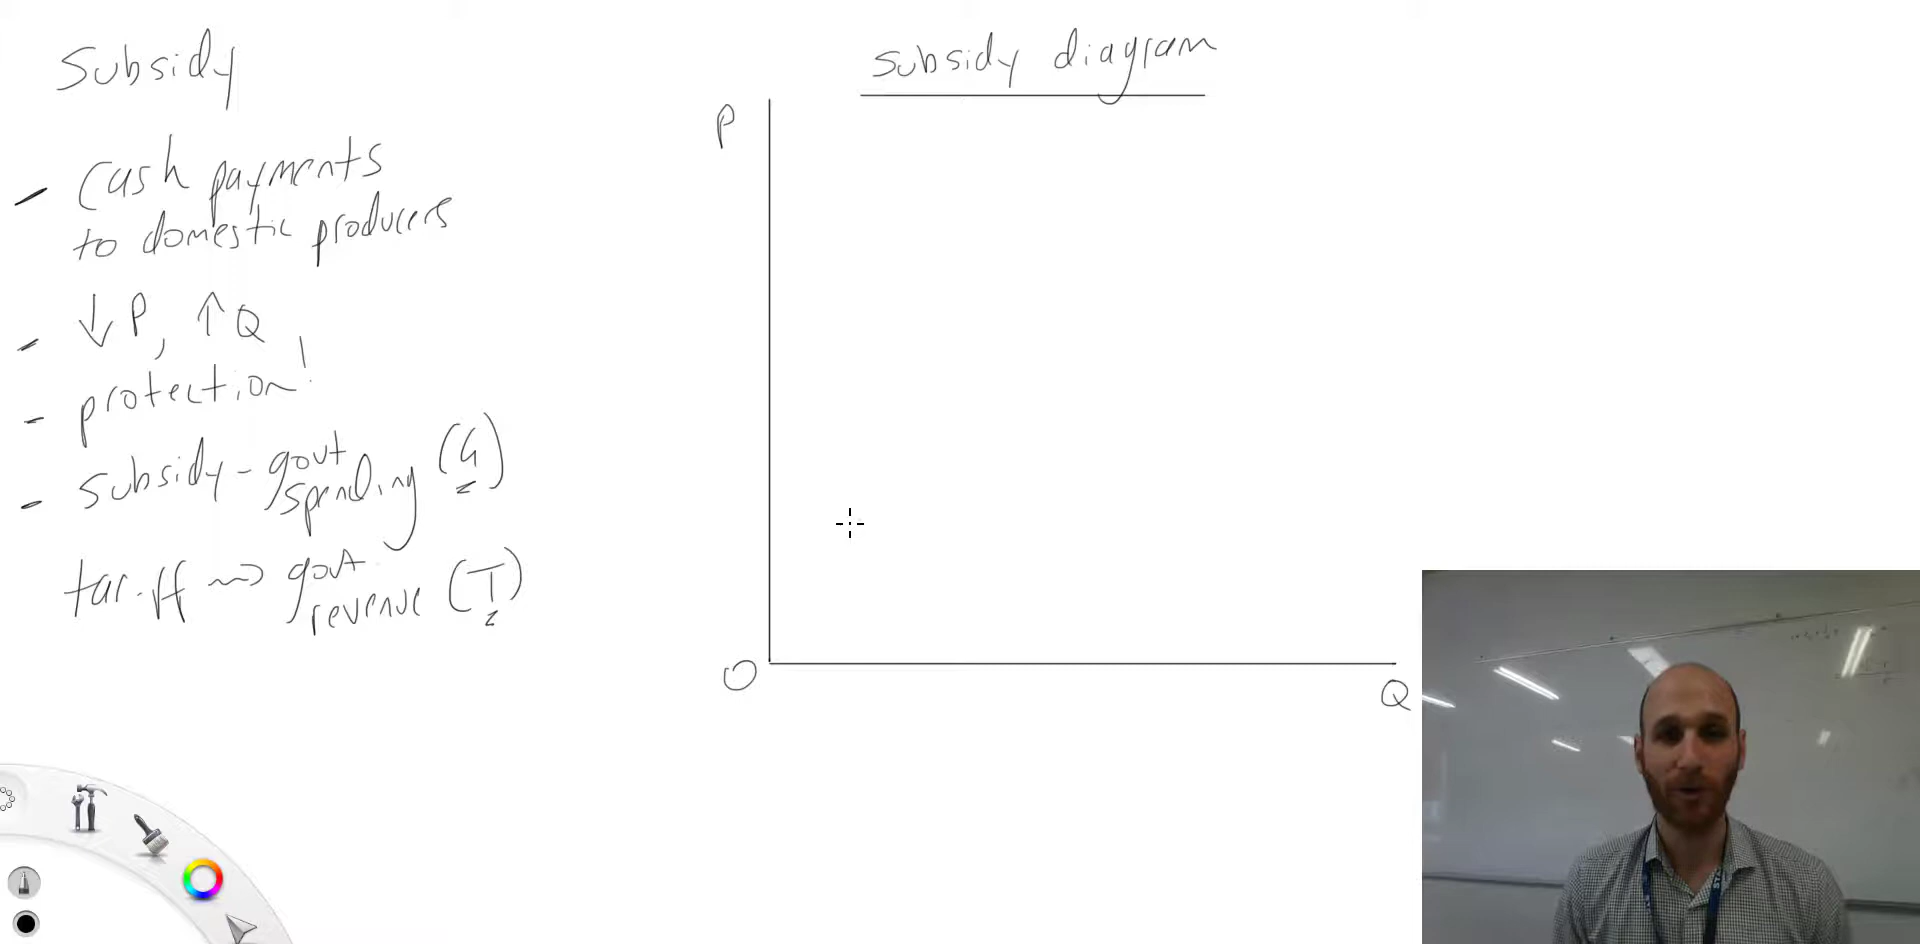 Subsidy
- Cash payments
to domestic producers
- ↓ P, ↑ Q
- protection!
- subsidy - govt
spending (G)
tariff → govt
revenue (T)
subsidy diagram
P
O
Q